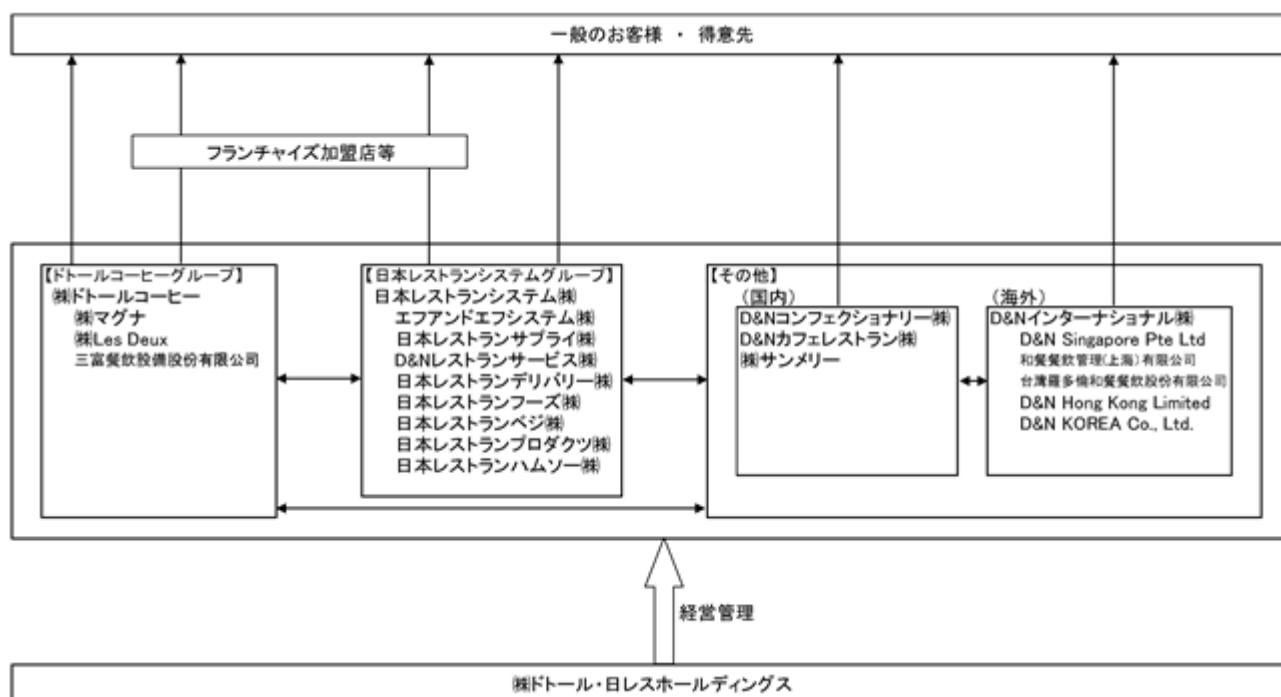 一般のお客様 ・ 得意先
フランチャイズ加盟店等
【ドトールコーヒーグループ】
㈱ドトールコーヒー
㈱マグナ
㈱Les Deux
三富餐飲設備股份有限公司
【日本レストランシステムグループ】
日本レストランシステム㈱
エフアンドエフシステム㈱
日本レストランサプライ㈱
D&Nレストランサービス㈱
日本レストランデリバリー㈱
日本レストランフーズ㈱
日本レストランベジ㈱
日本レストランプロダクツ㈱
日本レストランハムソー㈱
【その他】
(国内)
D&Nコンフェクショナリー㈱
D&Nカフェレストラン㈱
㈱サンメリー
(海外)
D&Nインターナショナル㈱
D&N Singapore Pte Ltd
和餐餐飲管理(上海)有限公司
台灣羅多倫和餐餐飲股份有限公司
D&N Hong Kong Limited
D&N KOREA Co., Ltd.
経営管理
㈱ドトール・日レスホールディングス